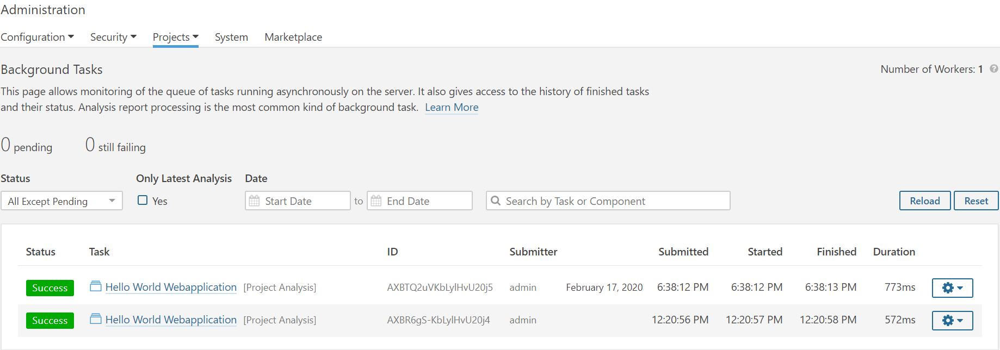 Administration
Configuration Security Projects System Marketplace
Background Tasks
Number of Workers: 1
This page allows monitoring of the queue of tasks running asynchronously on the server. It also gives access to the history of finished tasks
and their status. Analysis report processing is the most common kind of background task. Learn More
0 pending 0 still failing
Status Only Latest Analysis Date
All Except Pending Yes Start Date to End Date Search by Task or Component Reload Reset
Status Task ID Submitter Submitted Started Finished Duration
Success Hello World Webapplication [Project Analysis] AXBTQ2uVKbLylHvU20j5 admin February 17, 2020 6:38:12 PM 6:38:12 PM 6:38:13 PM 773ms
Success Hello World Webapplication [Project Analysis] AXBR6gS-KbLylHvU20j4 admin 12:20:56 PM 12:20:57 PM 12:20:58 PM 572ms